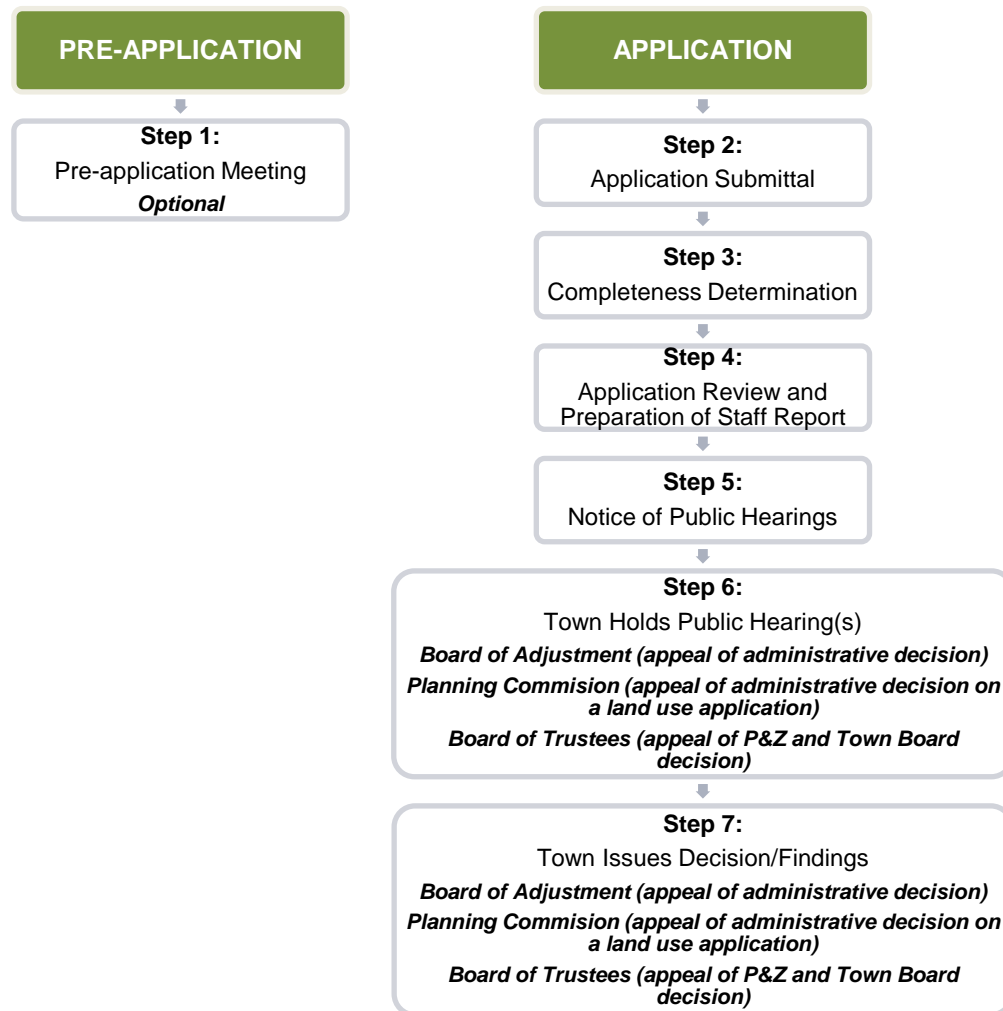 PRE-APPLICATION
Step 1:
Pre-application Meeting
Optional
APPLICATION
Step 2:
Application Submittal
Step 3:
Completeness Determination
Step 4:
Application Review and
Preparation of Staff Report
Step 5:
Notice of Public Hearings
Step 6:
Town Holds Public Hearing(s)
Board of Adjustment (appeal of administrative decision)
Planning Commision (appeal of administrative decision on
a land use application)
Board of Trustees (appeal of P&Z and Town Board
decision)
Step 7:
Town Issues Decision/Findings
Board of Adjustment (appeal of administrative decision)
Planning Commision (appeal of administrative decision on
a land use application)
Board of Trustees (appeal of P&Z and Town Board
decision)